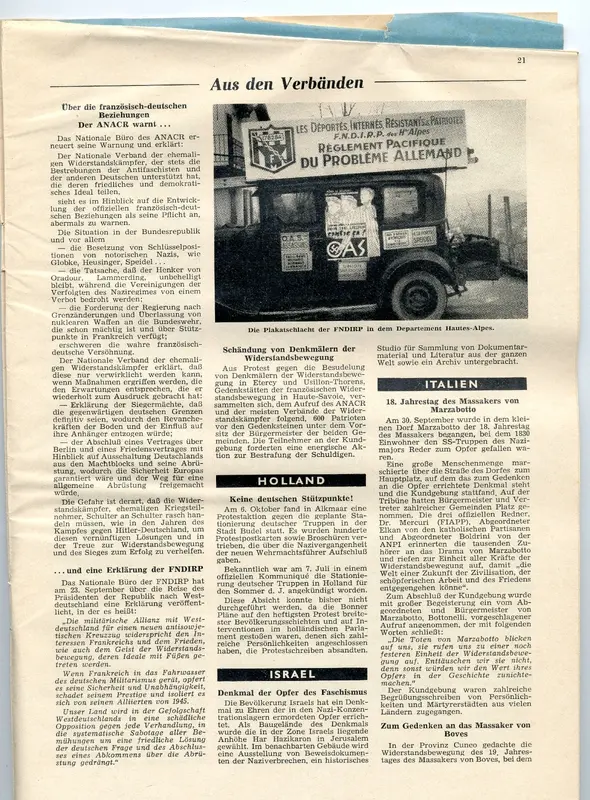 21
Aus den Verbänden
Über die französisch-deutschen
Beziehungen
Der ANACR warnt ...
Das Nationale Büro des ANACR er-
neuert seine Warnung und erklärt:
Der Nationale Verband der ehemali-
gen Widerstandskämpfer, der stets die
Bestrebungen der Antifaschisten und
der anderen Deutschen unterstützt hat,
die deren friedliches und demokrati-
sches Ideal teilen,
sieht es im Hinblick auf die Entwick-
lung der offiziellen französisch-deut-
schen Beziehungen als seine Pflicht an,
abermals zu warnen.
Die Situation in der Bundesrepublik
und vor allem
— die Besetzung von Schlüsselposi-
tionen von notorischen Nazis, wie
Globke, Heusinger, Speidel ...
— die Tatsache, daß der Henker von
Oradour, Lammerding, unbehelligt
bleibt, während die Vereinigungen der
Verfolgten des Naziregimes von einem
Verbot bedroht werden;
— die Forderung der Regierung nach
Grenzänderungen und Überlassung von
nuklearen Waffen an die Bundeswehr,
die schon mächtig ist und über Stütz-
punkte in Frankreich verfügt;
erschweren die wahre französisch-
deutsche Versöhnung.
Der Nationale Verband der ehemali-
gen Widerstandskämpfer erklärt, daß
diese nur verwirklicht werden kann,
wenn Maßnahmen ergriffen werden, die
den Erwartungen entsprechen, die er
wiederholt zum Ausdruck gebracht hat:
— Erklärung der Siegermächte, daß
die gegenwärtigen deutschen Grenzen
definitiv seien, wodurch den Revanche-
kräften der Boden und der Einfluß auf
ihre Anhänger entzogen würde;
— der Abschluß eines Vertrages über
Berlin und eines Friedensvertrages mit
Hinblick auf Ausschaltung Deutschlands
aus den Machtblocks und seine Abrü-
stung, wodurch die Sicherheit Europas
garantiert wäre und der Weg für eine
allgemeine Abrüstung freigemacht
würde.
Die Gefahr ist derart, daß die Wider-
standskämpfer, ehemaligen Kriegsteil-
nehmer, Schulter an Schulter rasch han-
deln müssen, wie in den Jahren des
Kampfes gegen Hitler-Deutschland, um
diesen vernünftigen Lösungen und in
der Treue zur Widerstandsbewegung
und des Sieges zum Erfolg zu verhelfen.
... und eine Erklärung der FNDIRP
Das Nationale Büro der FNDIRP hat
am 23. September über die Reise des
Präsidenten der Republik nach West-
deutschland eine Erklärung veröffent-
licht, in der es heißt:
„Die militärische Allianz mit West-
deutschland für einen neuen antisowje-
tischen Kreuzzug widerspricht den In-
teressen Frankreichs und dem Frieden,
wie auch dem Geist der Widerstands-
bewegung, deren Ideale mit Füßen ge-
treten werden.
Wenn Frankreich in das Fahrwasser
des deutschen Militarismus gerät, opfert
es seine Sicherheit und Unabhängigkeit,
schadet seinem Prestige und isoliert es
sich von seinen Alliierten von 1945.
Unser Land wird in der Gefolgschaft
Westdeutschlands in eine schädliche
Opposition gegen jede Verhandlung, in
die systematische Sabotage aller Be-
mühungen um eine friedliche Lösung
der deutschen Frage und des Abschlus-
ses eines Abkommens über die Abrü-
stung gedrängt.“
LES DÉPORTÉS, INTERNÉS, RÉSISTANTS & PATRIOTES
F.N.D.I.R.P. des Htes Alpes
RÈGLEMENT PACIFIQUE
DU PROBLÈME ALLEMAND
OAS
O.A.S.
SPEIDEL
Die Plakatschlacht der FNDIRP in dem Departement Hautes-Alpes.
Schändung von Denkmälern der
Widerstandsbewegung
Aus Protest gegen die Besudelung
von Denkmälern der Widerstandsbewe-
gung in Etercy und Usillon-Thorens,
Gedenkstätten der französischen Wider-
standsbewegung in Haute-Savoie, ver-
sammelten sich, dem Aufruf des ANACR
und der meisten Verbände der Wider-
standskämpfer folgend, 600 Patrioten
vor den Gedenksteinen unter dem Vor-
sitz der Bürgermeister der beiden Ge-
meinden. Die Teilnehmer an der Kund-
gebung forderten eine energische Ak-
tion zur Bestrafung der Schuldigen.
HOLLAND
Keine deutschen Stützpunkte!
Am 6. Oktober fand in Alkmaar eine
Protestaktion gegen die geplante Sta-
tionierung deutscher Truppen in der
Stadt Budel statt. Es wurden hunderte
Protestpostkarten sowie Broschüren ver-
trieben, die über die Nazivergangenheit
der neuen Wehrmachtsführer Aufschluß
gaben.
Bekanntlich war am 7. Juli in einem
offiziellen Kommuniqué die Stationie-
rung deutscher Truppen in Holland für
den Sommer d. J. angekündigt worden.
Diese Absicht konnte bisher nicht
durchgeführt werden, da die Bonner
Pläne auf den heftigsten Protest breite-
ster Bevölkerungsschichten und auf In-
terventionen im holländischen Parla-
ment gestoßen waren, denen sich zahl-
reiche Persönlichkeiten angeschlossen
haben, die Protestschreiben absandten.
ISRAEL
Denkmal der Opfer des Faschismus
Die Bevölkerung Israels hat ein Denk-
mal zu Ehren der in den Nazi-Konzen-
trationslagern ermordeten Opfer errich-
tet. Als Baugelände des Denkmals
wurde die in der Zone Israels liegende
Anhöhe Har Hazikaron in Jerusalem
gewählt. Im benachbarten Gebäude wird
eine Ausstellung von Beweisdokumen-
ten der Naziverbrechen, ein historisches
Studio für Sammlung von Dokumentar-
material und Literatur aus der ganzen
Welt sowie ein Archiv untergebracht.
ITALIEN
18. Jahrestag des Massakers von
Marzabotto
Am 30. September wurde in dem klei-
nen Dorf Marzabotto der 18. Jahrestag
des Massakers begangen, bei dem 1830
Einwohner den SS-Truppen des Nazi-
majors Reder zum Opfer gefallen wa-
ren.
Eine große Menschenmenge mar-
schierte über die Straße des Dorfes zum
Hauptplatz, auf dem das zum Gedenken
an die Opfer errichtete Denkmal steht
und die Kundgebung stattfand. Auf der
Tribüne hatten Bürgermeister und Ver-
treter zahlreicher Gemeinden Platz ge-
nommen. Die drei offiziellen Redner,
Dr. Mercuri (FIAPP), Abgeordneter
Elkan von den katholischen Partisanen
und Abgeordneter Boldrini von der
ANPI erinnerten die tausenden Zu-
hörer an das Drama von Marzabotto
und riefen zur Einheit aller Kräfte der
Widerstandsbewegung auf, damit „die
Welt einer Zukunft der Zivilisation, der
schöpferischen Arbeit und des Friedens
entgegengehen könne“.
Zum Abschluß der Kundgebung wurde
mit großer Begeisterung ein vom Ab-
geordneten und Bürgermeister von
Marzabotto, Bottonelli, vorgeschlagener
Aufruf angenommen, der mit folgenden
Worten schließt:
„Die Toten von Marzabotto blicken
auf uns, sie rufen uns zu einer noch
festeren Einheit der Widerstandsbewe-
gung auf. Enttäuschen wir sie nicht,
denn sonst würden wir den Wert ihres
Opfers in der Geschichte zunichte-
machen.“
Der Kundgebung waren zahlreiche
Begrüßungsschreiben von Persönlich-
keiten und Märtyrerstädten aus vielen
Ländern zugegangen.
Zum Gedenken an das Massaker von
Boves
In der Provinz Cuneo gedachte die
Widerstandsbewegung des 19. Jahres-
tages des Massakers von Boves, bei dem